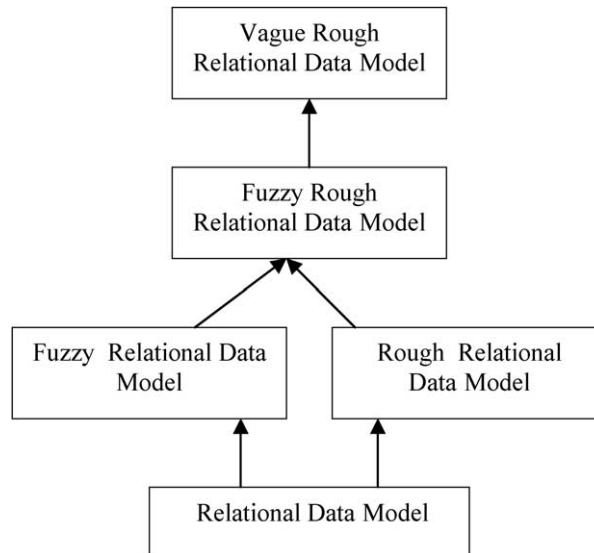 Vague Rough
Relational Data Model
Fuzzy Rough
Relational Data Model
Fuzzy Relational Data
Model
Rough Relational
Data Model
Relational Data Model